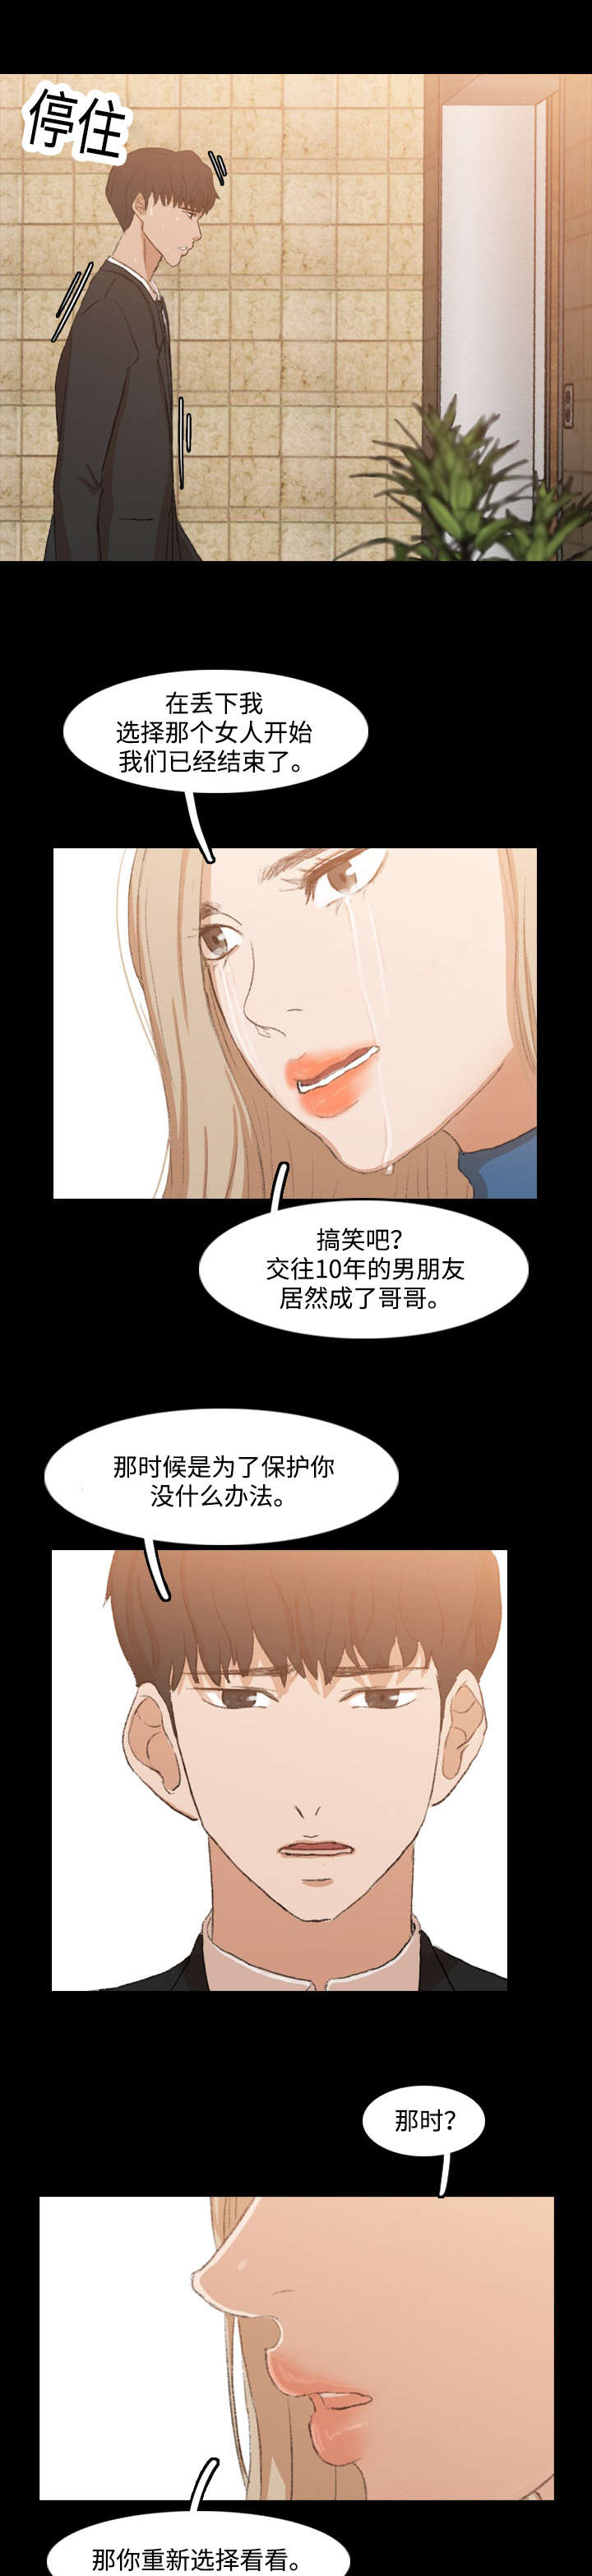 停住
在丢下我
选择那个女人开始
我们已经结束了。
搞笑吧？
交往10年的男朋友
居然成了哥哥。
那时候是为了保护你
没什么办法。
那时？
那你重新选择看看。